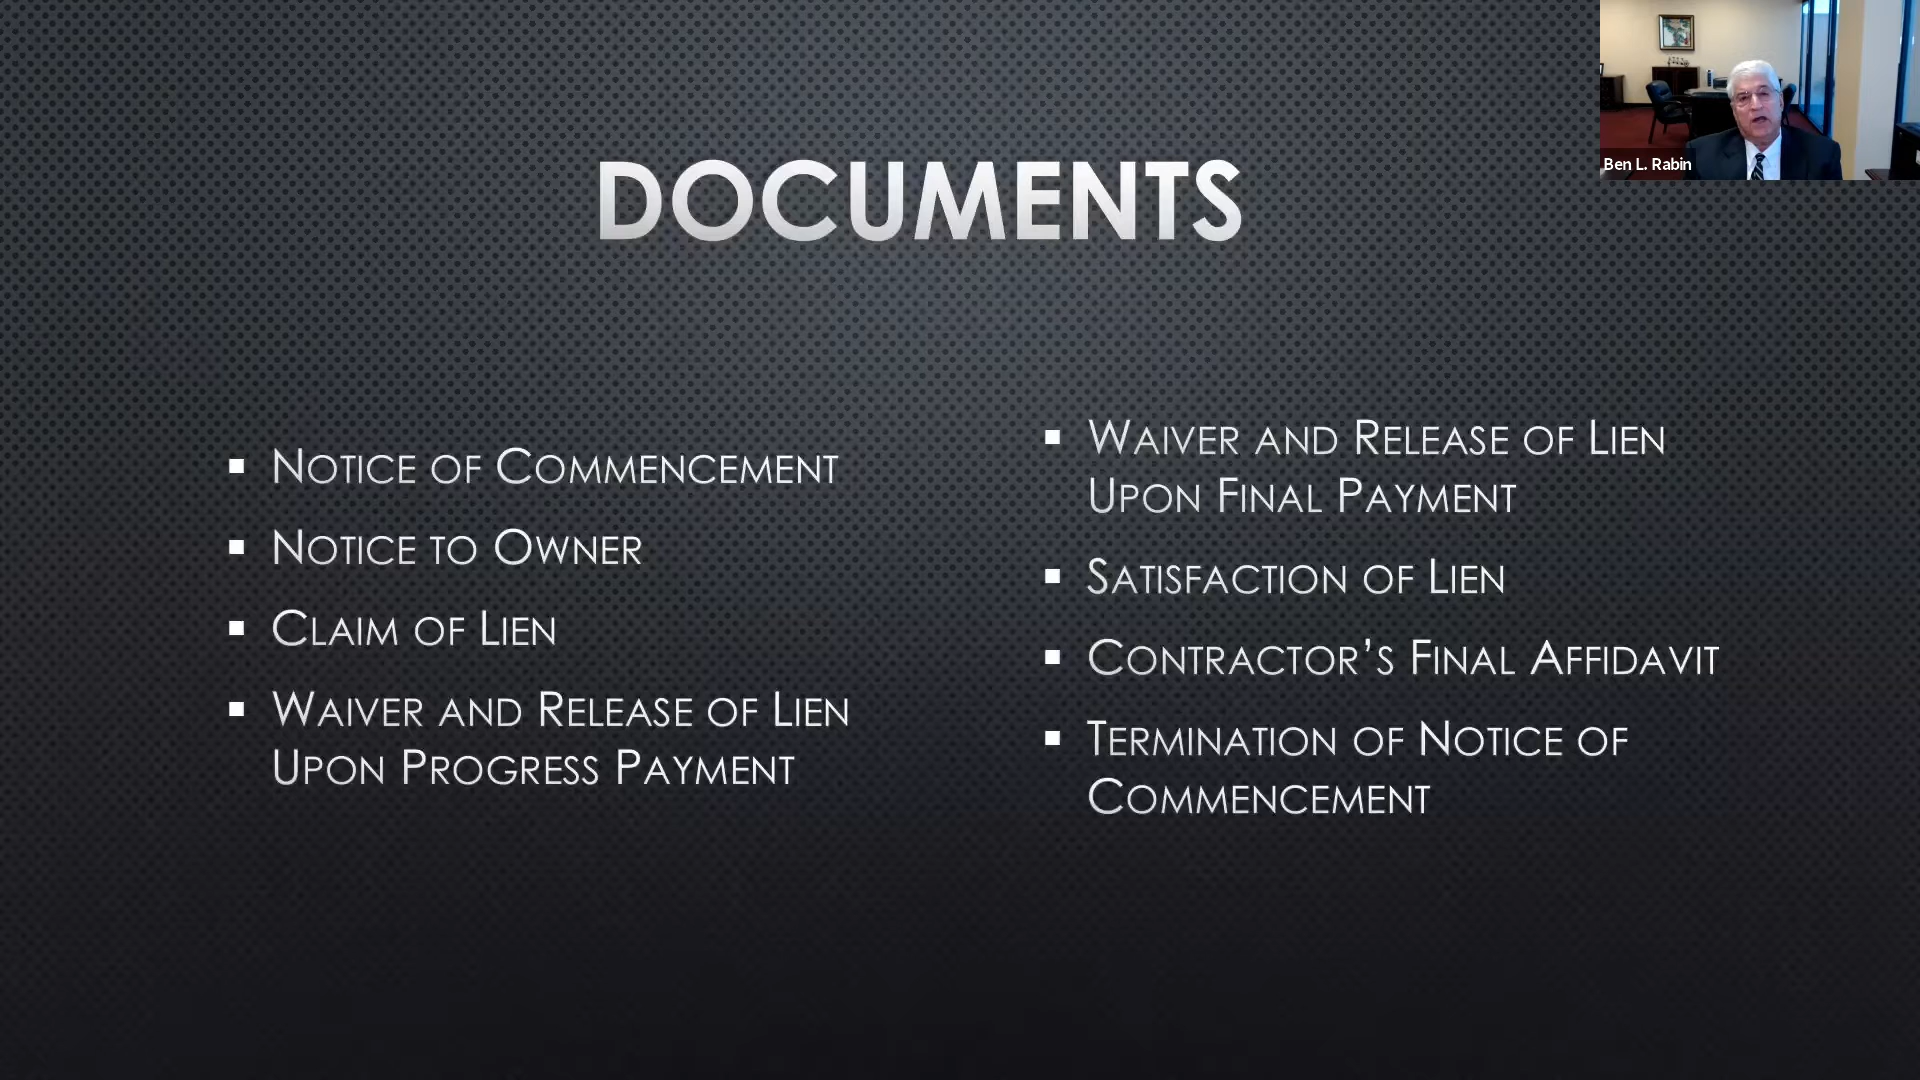 DOCUMENTS
Ben L. Rabin
▪ NOTICE OF COMMENCEMENT
▪ NOTICE TO OWNER
▪ CLAIM OF LIEN
▪ WAIVER AND RELEASE OF LIEN
UPON PROGRESS PAYMENT
▪ WAIVER AND RELEASE OF LIEN
UPON FINAL PAYMENT
▪ SATISFACTION OF LIEN
▪ CONTRACTOR’S FINAL AFFIDAVIT
▪ TERMINATION OF NOTICE OF
COMMENCEMENT